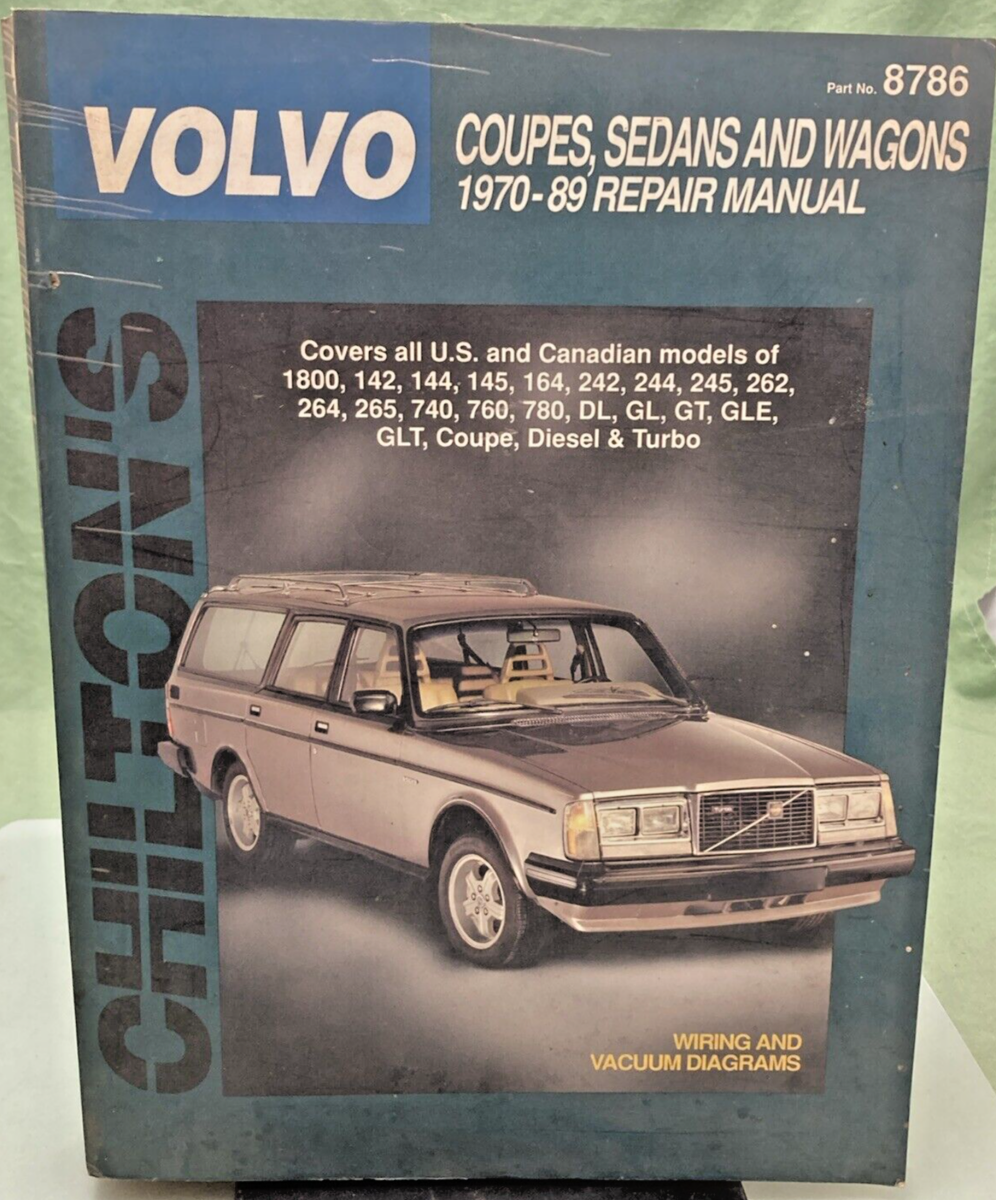 Part No. 8786
VOLVO
COUPES, SEDANS AND WAGONS
1970-89 REPAIR MANUAL
CHILTON'S
Covers all U.S. and Canadian models of
1800, 142, 144, 145, 164, 242, 244, 245, 262,
264, 265, 740, 760, 780, DL, GL, GT, GLE,
GLT, Coupe, Diesel & Turbo
WIRING AND
VACUUM DIAGRAMS